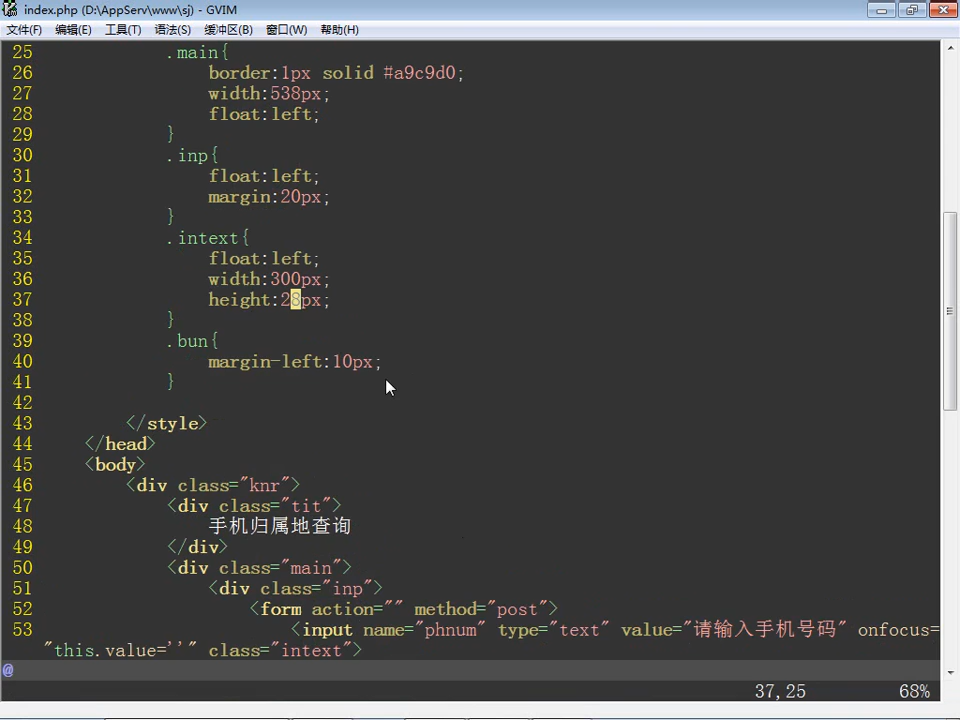 index.php (D:\AppServ\www\sj) - GVIM
文件(F) 编辑(E) 工具(T) 语法(S) 缓冲区(B) 窗口(W) 帮助(H)
25 .main{
26 border:1px solid #a9c9d0;
27 width:538px;
28 float:left;
29 }
30 .inp{
31 float:left;
32 margin:20px;
33 }
34 .intext{
35 float:left;
36 width:300px;
37 height:28px;
38 }
39 .bun{
40 margin-left:10px;
41 }
42
43 </style>
44 </head>
45 <body>
46 <div class="knr">
47 <div class="tit">
48 手机归属地查询
49 </div>
50 <div class="main">
51 <div class="inp">
52 <form action="" method="post">
53 <input name="phnum" type="text" value="请输入手机号码" onfocus=
"this.value=''" class="intext">
@
37,25 68%